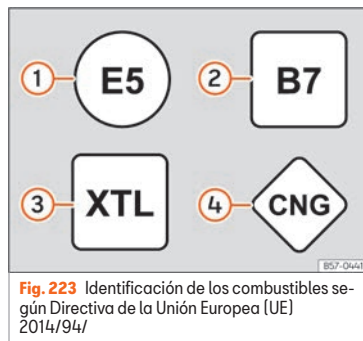 1 E5
2 B7
3 XTL
4 CNG
B57-0441
Fig. 223 Identificación de los combustibles se-
gún Directiva de la Unión Europea (UE)
2014/94/